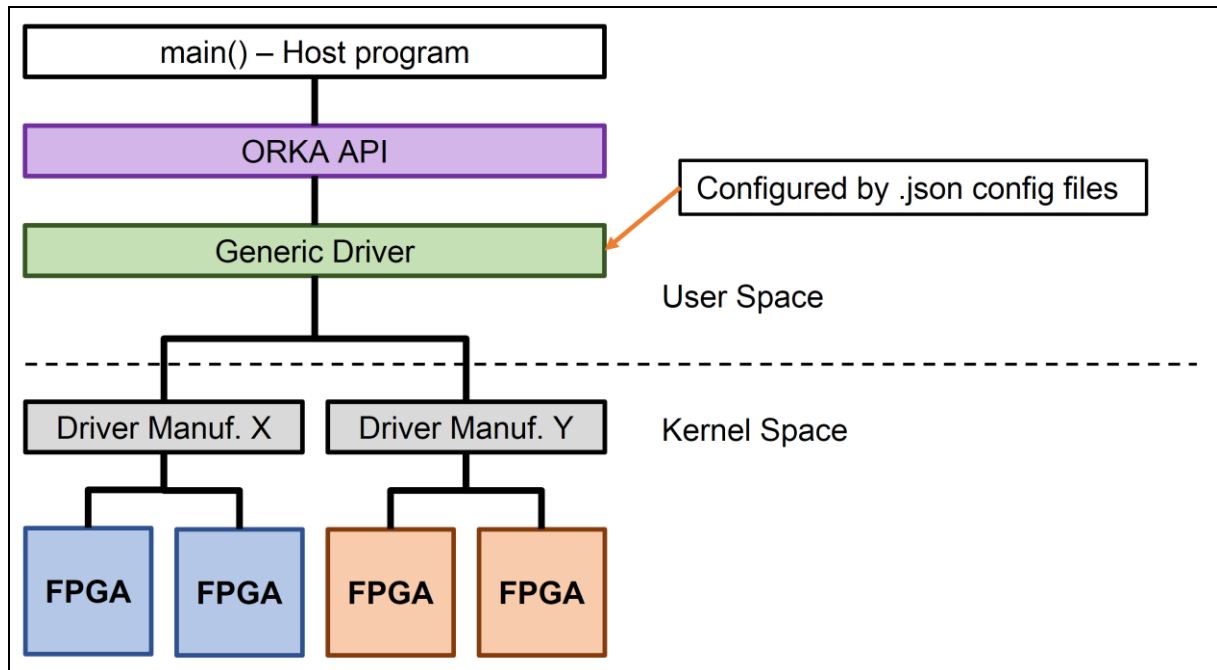 main() – Host program
ORKA API
Configured by .json config files
Generic Driver
User Space
Driver Manuf. X
Driver Manuf. Y
Kernel Space
FPGA
FPGA
FPGA
FPGA